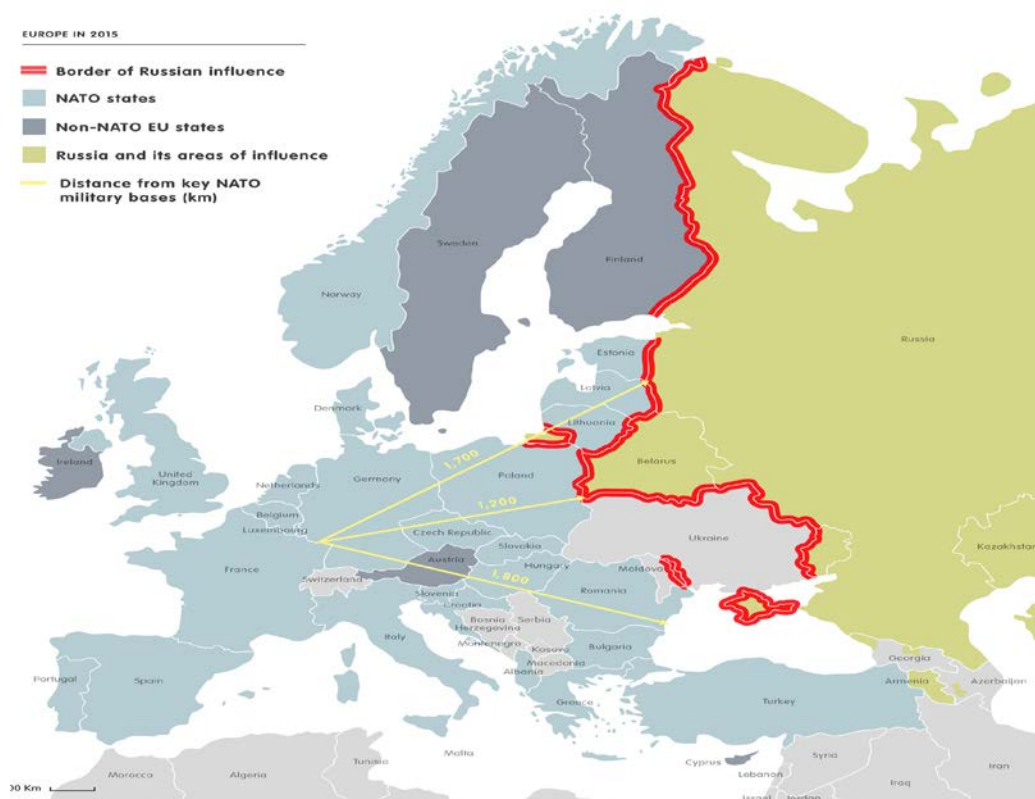 EUROPE IN 2015
Border of Russian influence
NATO states
Non-NATO EU states
Russia and its areas of influence
Distance from key NATO
military bases (km)
Sweden
Finland
Norway
Russia
Estonia
Latvia
Lithuania
Denmark
Ireland
United
Kingdom
Netherlands
Belgium
Luxembourg
Germany
1,700
Poland
Belarus
1,200
Czech Republic
Slovakia
Ukraine
Kazakhstan
France
Switzerland
Austria
Hungary
1,800
Moldova
Slovenia
Croatia
Romania
Bosnia
Herzegovina
Serbia
Italy
Montenegro
Kosovo
Bulgaria
Macedonia
Albania
Georgia
Armenia
Azerbaijan
Portugal
Spain
Greece
Turkey
Malta
Cyprus
Syria
Lebanon
Iran
Iraq
Morocco
Algeria
Tunisia
Israel
Jordan
00 Km